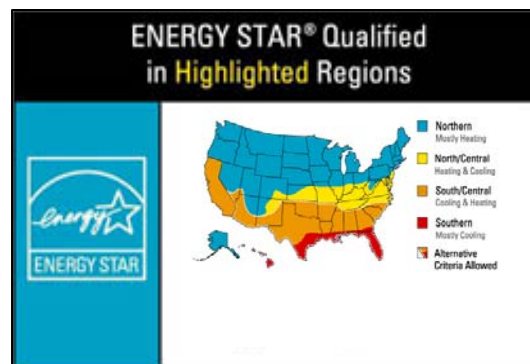 ENERGY STAR® Qualified
in Highlighted Regions
energy
ENERGY STAR
Northern
Mostly Heating
North/Central
Heating & Cooling
South/Central
Cooling & Heating
Southern
Mostly Cooling
Alternative
Criteria Allowed